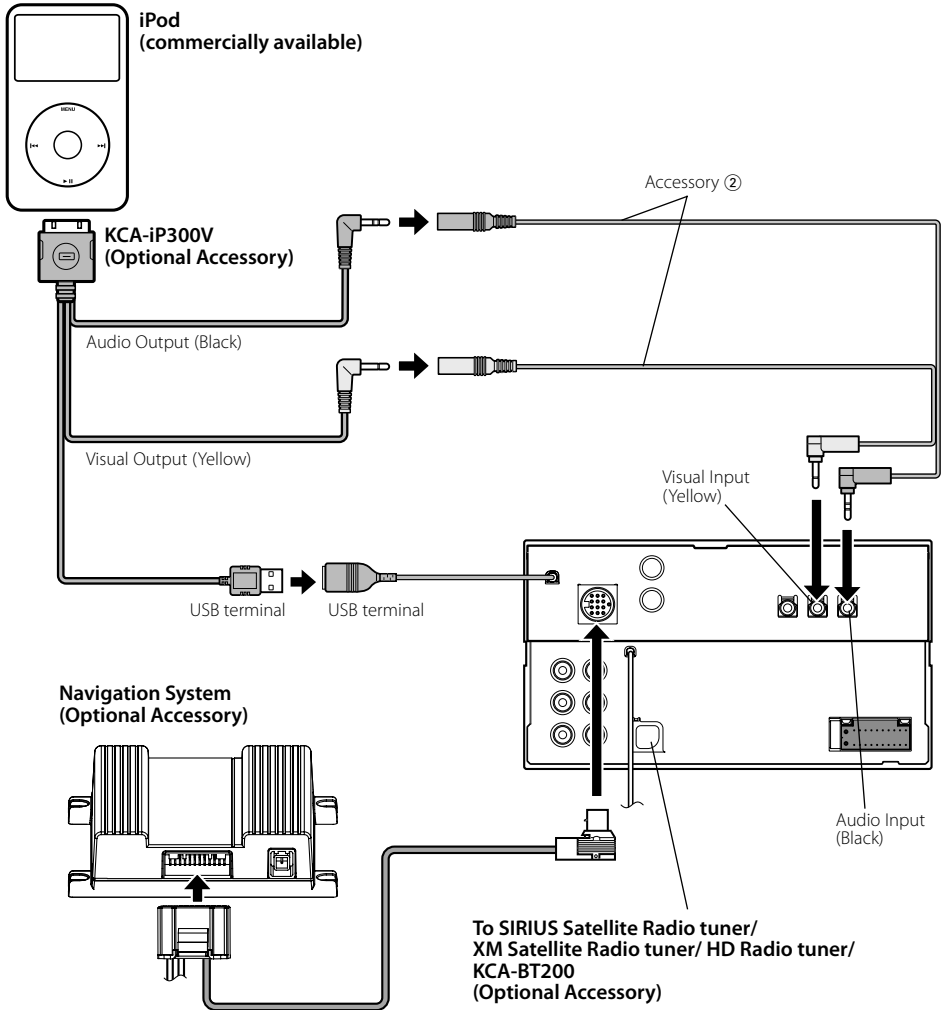 iPod
(commercially available)
MENU
KCA-iP300V
(Optional Accessory)
Accessory ②
Audio Output (Black)
Visual Output (Yellow)
Visual Input
(Yellow)
USB terminal
USB terminal
Navigation System
(Optional Accessory)
Audio Input
(Black)
To SIRIUS Satellite Radio tuner/
XM Satellite Radio tuner/ HD Radio tuner/
KCA-BT200
(Optional Accessory)